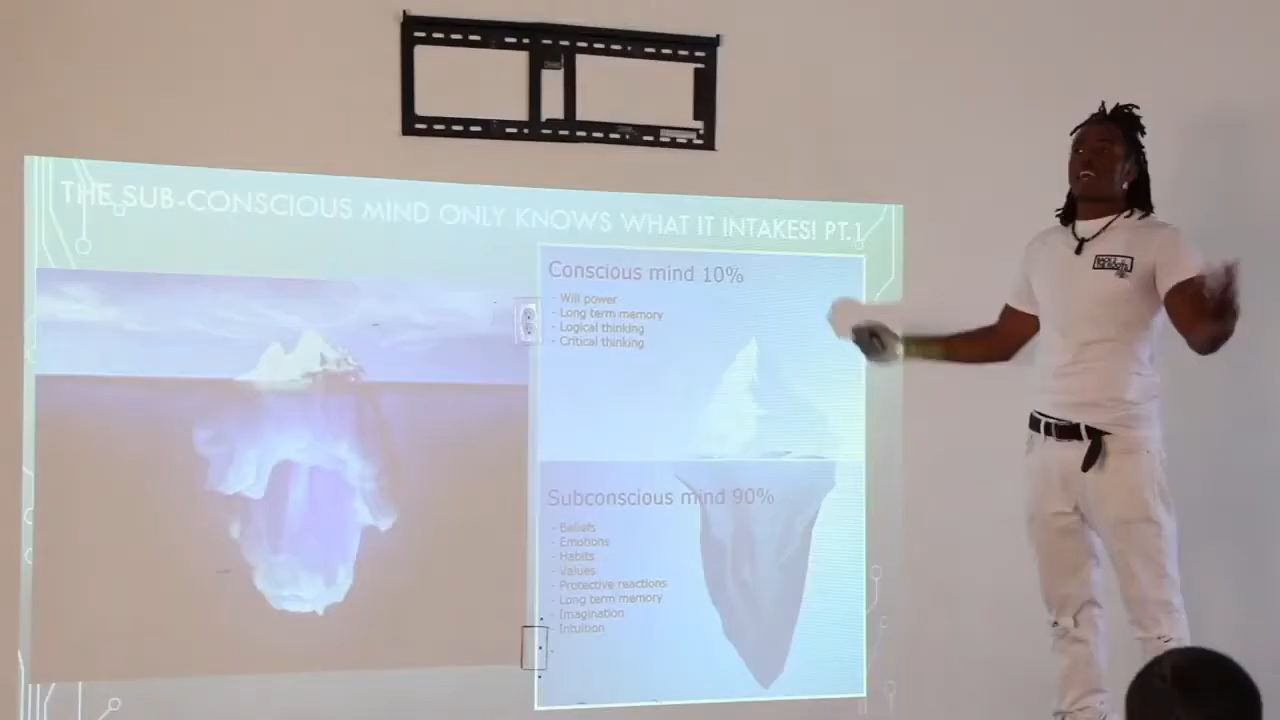 THE SUB-CONSCIOUS MIND ONLY KNOWS WHAT IT INTAKES! PT.1
Conscious mind 10%
- Will power
- Long term memory
- Logical thinking
- Critical thinking
Subconscious mind 90%
- Beliefs
- Emotions
- Habits
- Values
- Protective reactions
- Long term memory
- Imagination
- Intuition